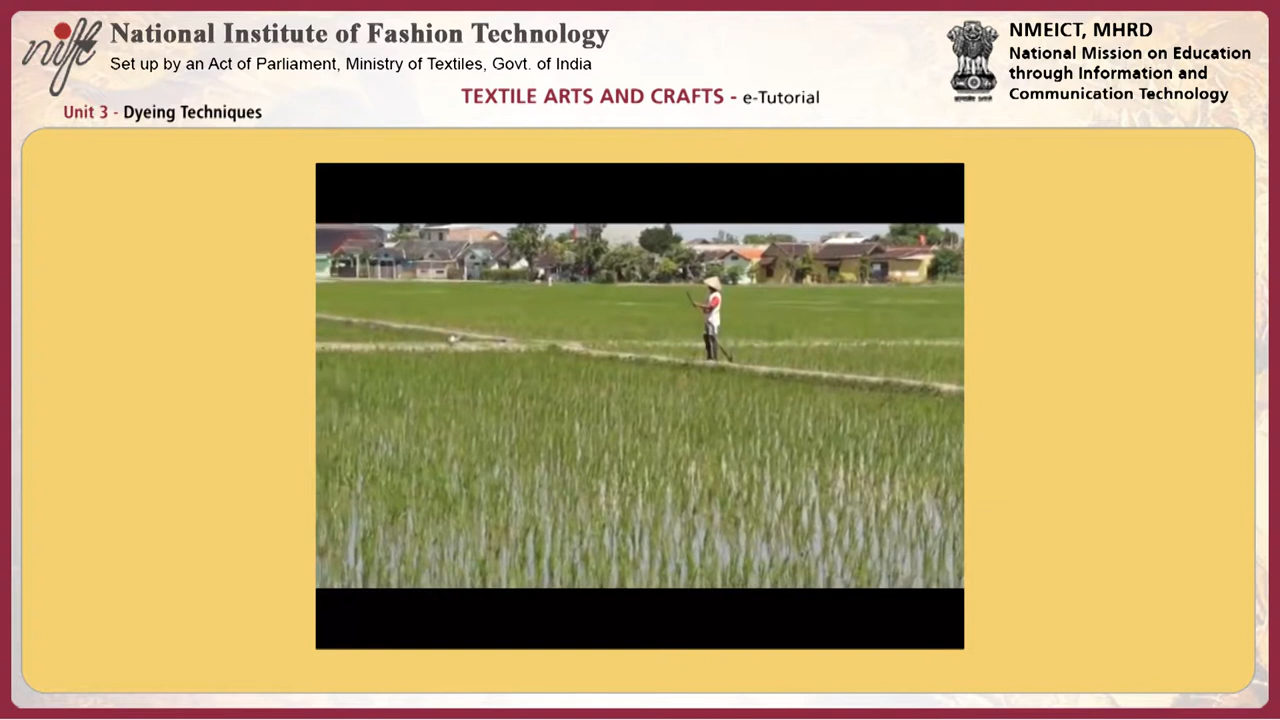 nift
National Institute of Fashion Technology
Set up by an Act of Parliament, Ministry of Textiles, Govt. of India
Unit 3 - Dyeing Techniques
TEXTILE ARTS AND CRAFTS - e-Tutorial
NMEICT, MHRD
National Mission on Education
through Information and
Communication Technology